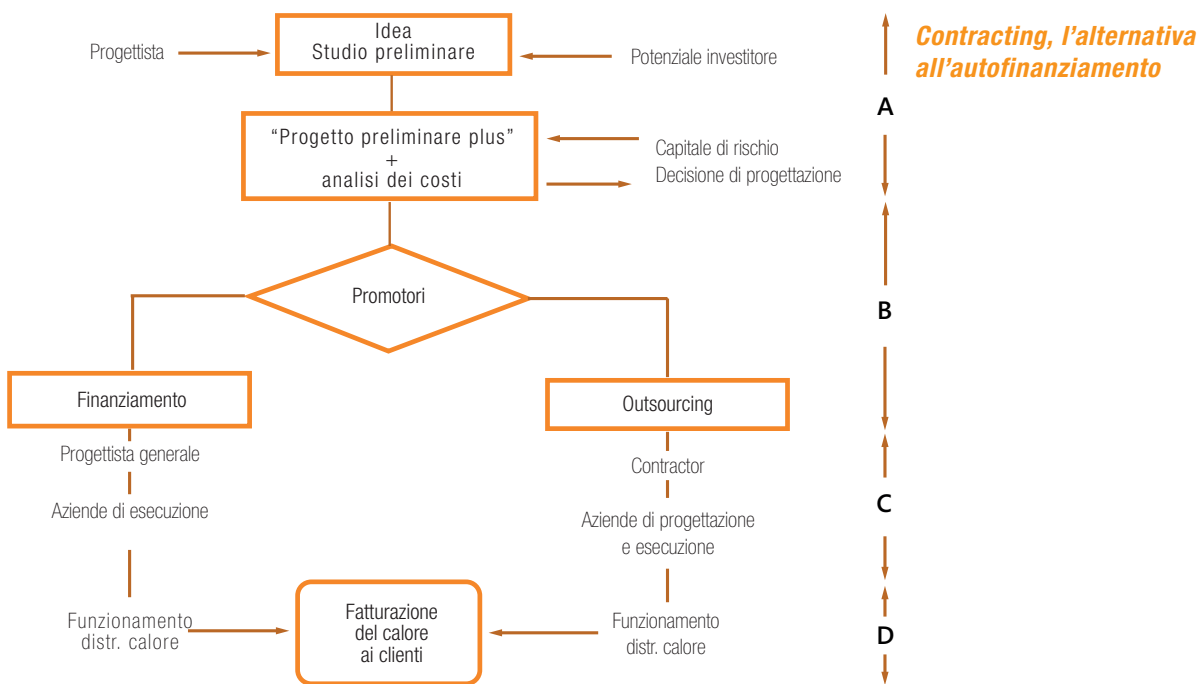 Idea
Studio preliminare
Progettista
Potenziale investitore
Contracting, l'alternativa
all'autofinanziamento
A
“Progetto preliminare plus”
+
analisi dei costi
Capitale di rischio
Decisione di progettazione
Promotori
B
Finanziamento
Outsourcing
Progettista generale
Contractor
Aziende di esecuzione
Aziende di progettazione
e esecuzione
C
Funzionamento
distr. calore
Fatturazione
del calore
ai clienti
Funzionamento
distr. calore
D